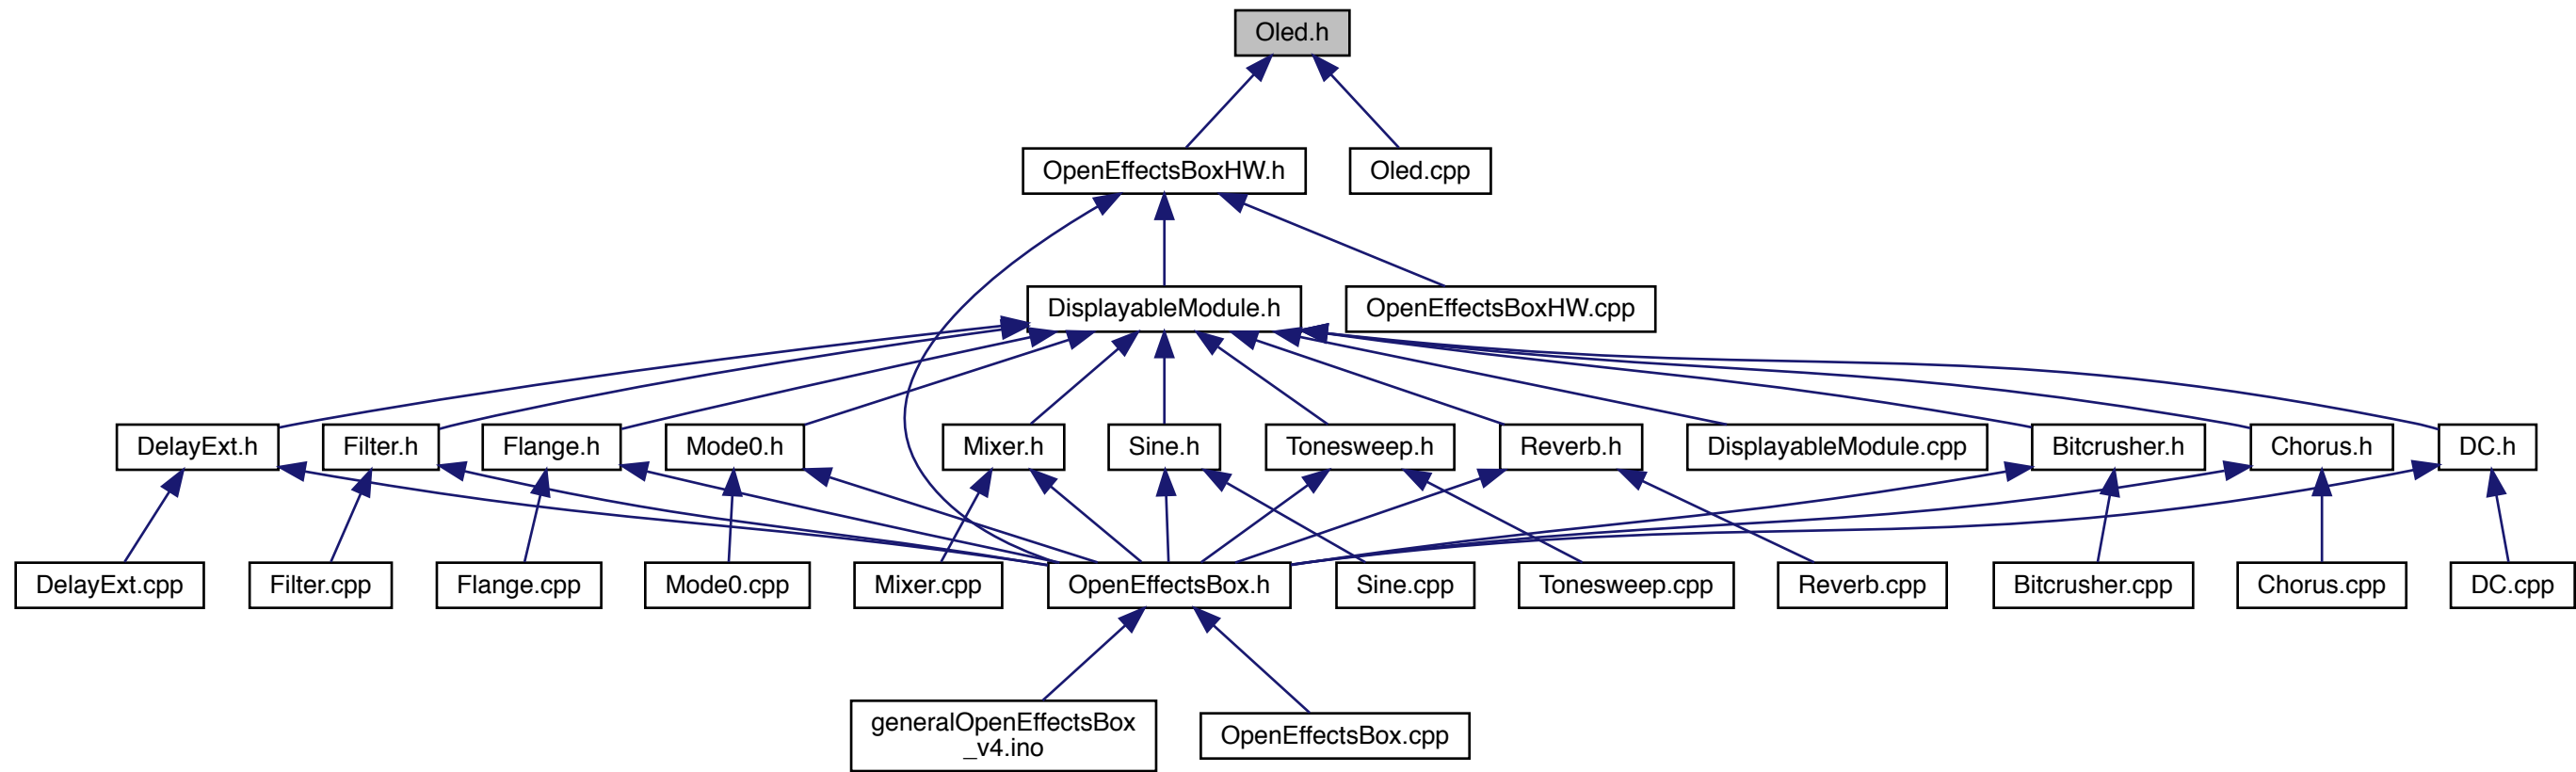 Oled.h
OpenEffectsBoxHW.h
Oled.cpp
DisplayableModule.h
OpenEffectsBoxHW.cpp
DelayExt.h
Filter.h
Flange.h
Mode0.h
Mixer.h
Sine.h
Tonesweep.h
Reverb.h
DisplayableModule.cpp
Bitcrusher.h
Chorus.h
DC.h
DelayExt.cpp
Filter.cpp
Flange.cpp
Mode0.cpp
Mixer.cpp
OpenEffectsBox.h
Sine.cpp
Tonesweep.cpp
Reverb.cpp
Bitcrusher.cpp
Chorus.cpp
DC.cpp
generalOpenEffectsBox
_v4.ino
OpenEffectsBox.cpp